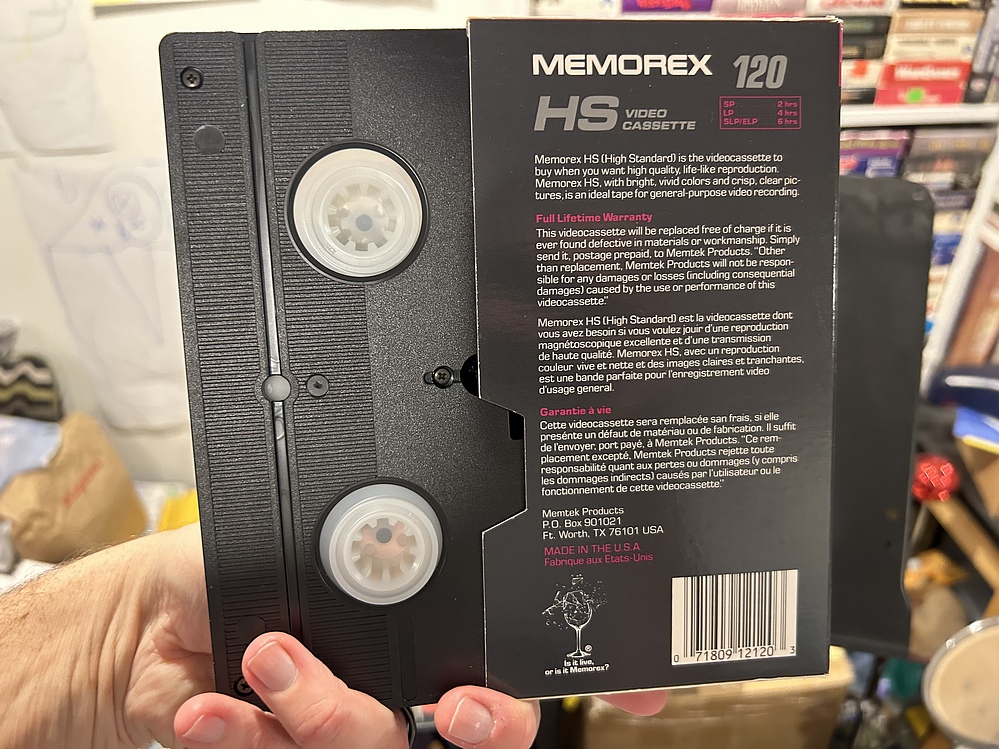 MEMOREX 120
HS VIDEO
CASSETTE
SP 2 hrs
LP 4 hrs
SLP/ELP 6 hrs
Memorex HS (High Standard) is the videocassette to
buy when you want high quality, life-like reproduction.
Memorex HS, with bright, vivid colors and crisp, clear pic-
tures, is an ideal tape for general-purpose video recording.
Full Lifetime Warranty
This videocassette will be replaced free of charge if it is
ever found defective in materials or workmanship. Simply
send it, postage prepaid, to Memtek Products. "Other
than replacement, Memtek Products will not be respon-
sible for any damages or losses (including consequential
damages) caused by the use or performance of this
videocassette."
Memorex HS (High Standard) est la videocassette dont
vous avez besoin si vous voulez jouir d'une reproduction
magnétoscopique excellente et d'une transmission
de haute qualité. Memorex HS, avec un reproduction
couleur vive et nette et des images claires et tranchantes,
est une bande parfaite pour l'enregistrement video
d'usage general.
Garantie à vie
Cette videocassette sera remplacée san frais, si elle
presénte un défaut de matériau ou de fabrication. Il suffit
de l'envoyer, port payé, à Memtek Products. "Ce rem-
placement excepté, Memtek Products rejette toute
responsabilité quant aux pertes ou dommages (y compris
les dommages indirects) causés par l'utilisateur ou le
fonctionnement de cette videocassette."
Memtek Products
P.O. Box 901021
Ft. Worth, TX 76101 USA
MADE IN THE U.S.A
Fabrique aux Etats-Unis
®
Is it live,
or is it Memorex?
0 71809 12120 3